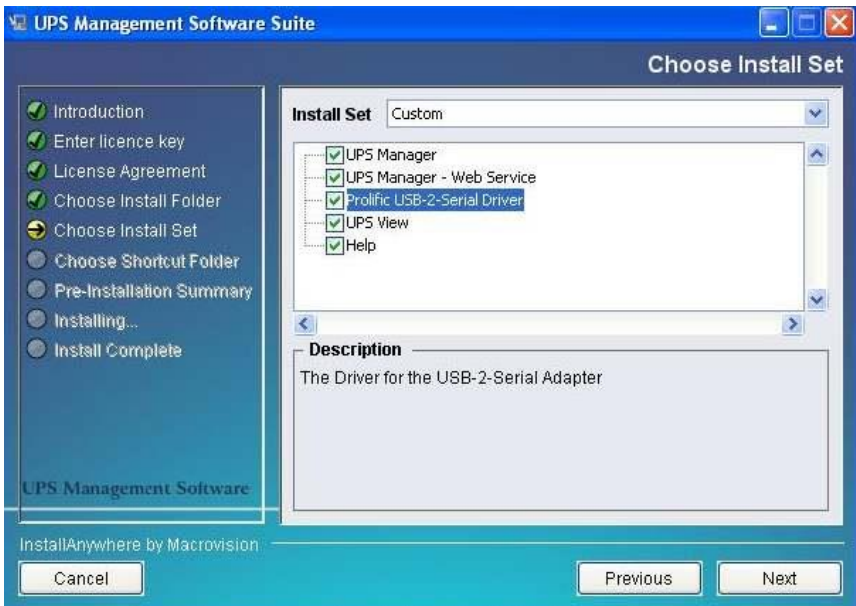 UPS Management Software Suite
Choose Install Set
Introduction
Enter licence key
License Agreement
Choose Install Folder
Choose Install Set
Choose Shortcut Folder
Pre-Installation Summary
Installing...
Install Complete
UPS Management Software
Install Set Custom
UPS Manager
UPS Manager - Web Service
Prolific USB-2-Serial Driver
UPS View
Help
Description
The Driver for the USB-2-Serial Adapter
InstallAnywhere by Macrovision
Cancel Previous Next